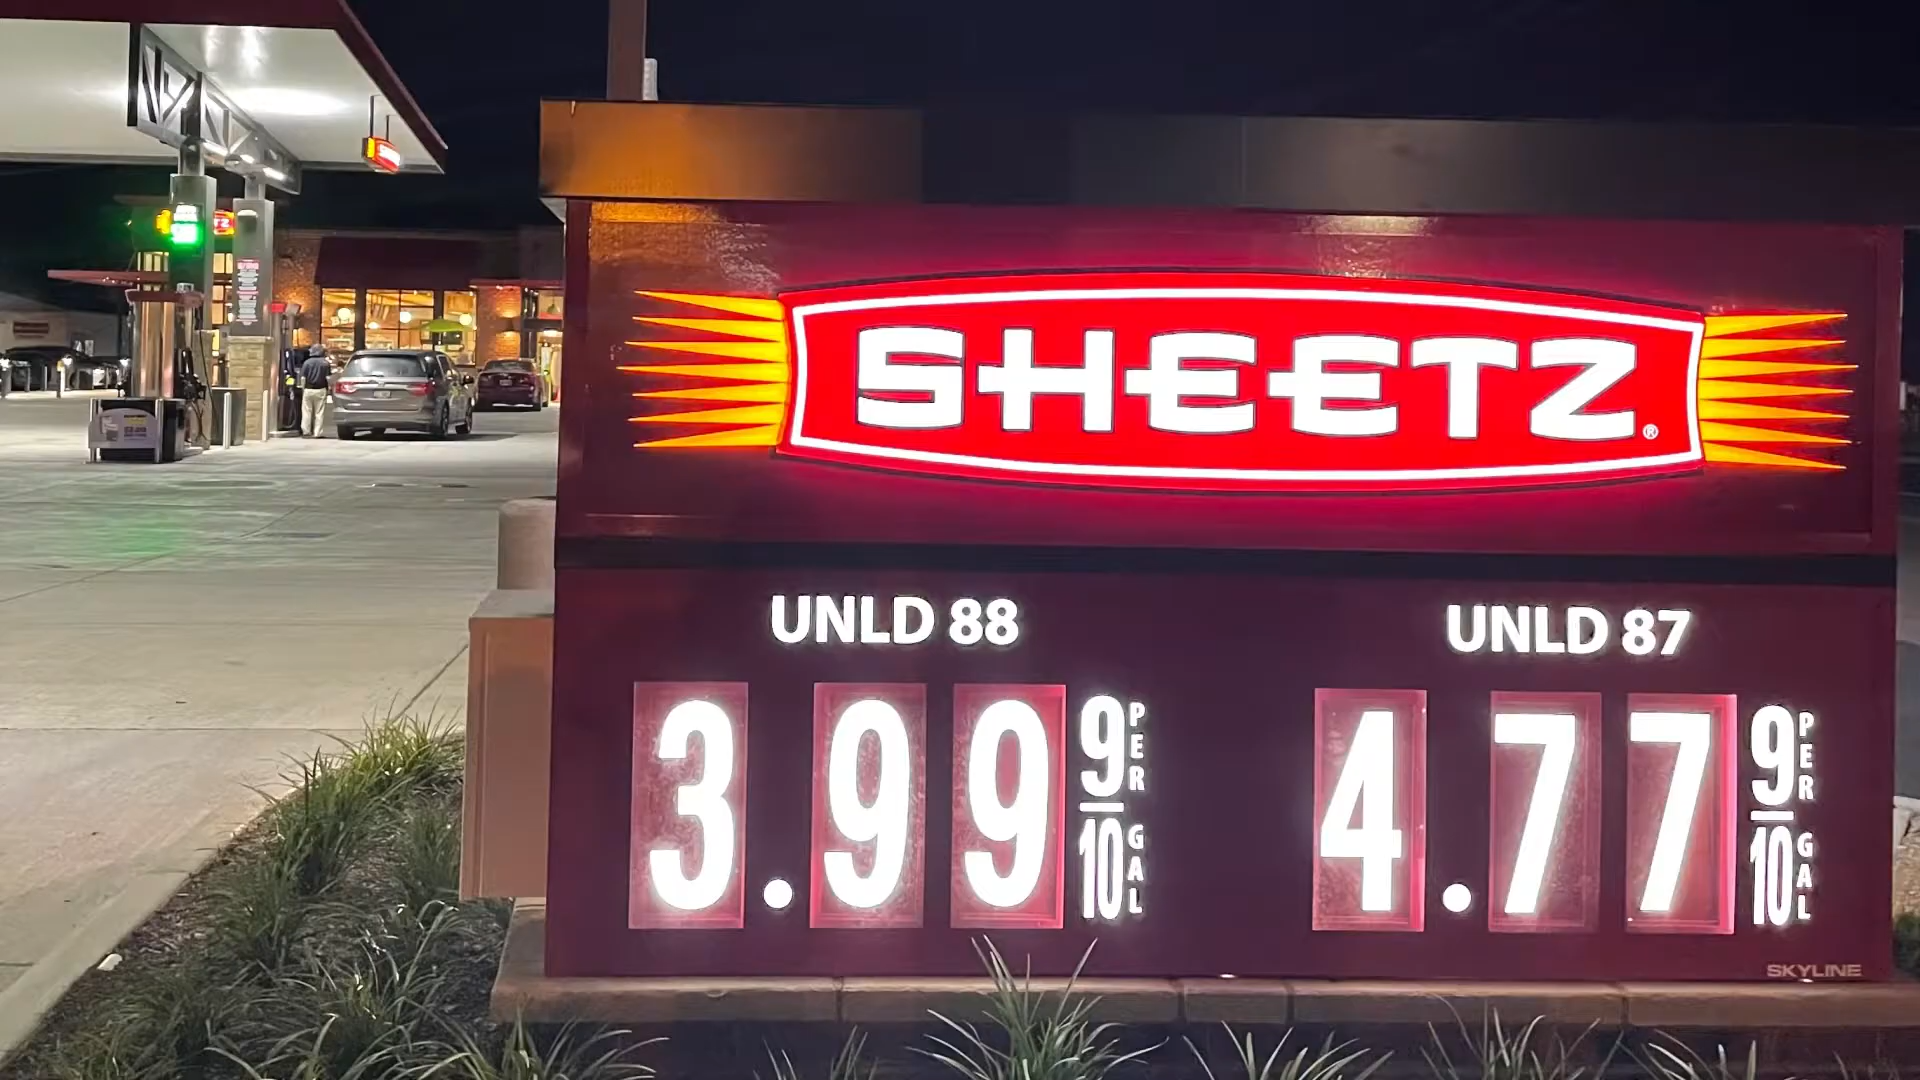 SHEETZ®
UNLD 88
3.99 9/10 PER GAL
UNLD 87
4.77 9/10 PER GAL
SKYLINE